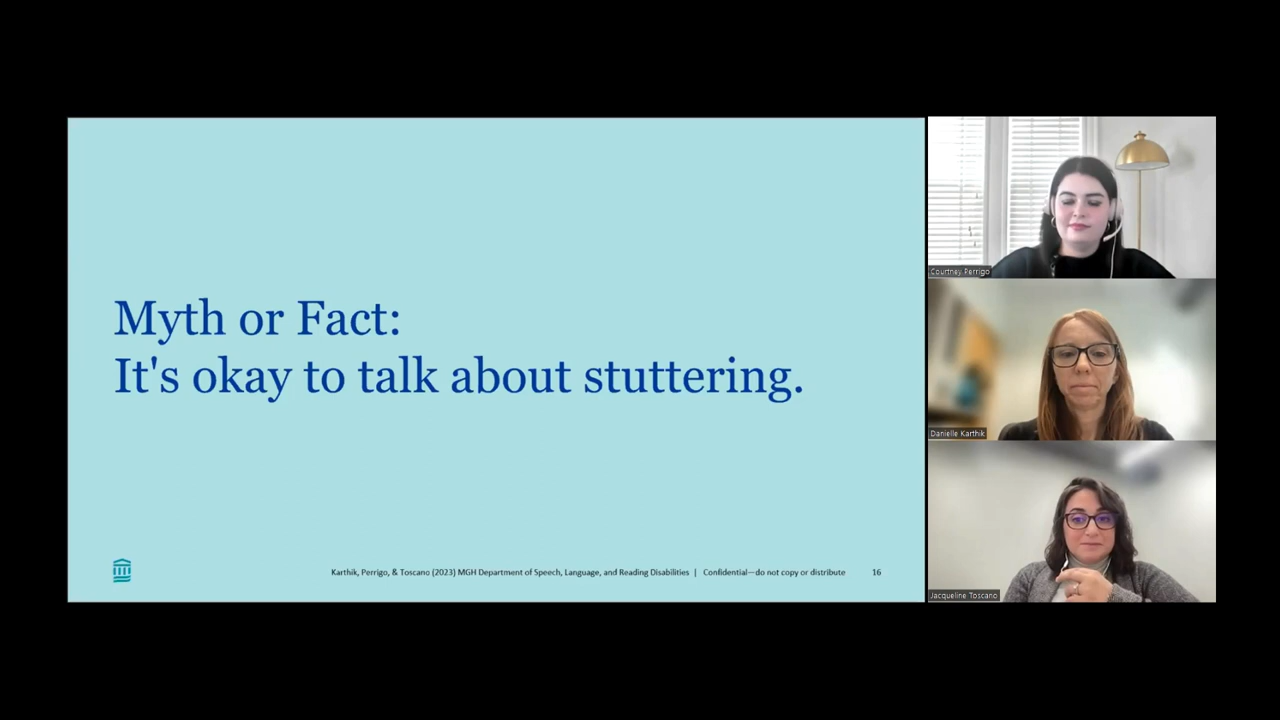 Myth or Fact:
It's okay to talk about stuttering.
Karthik, Perrigo, & Toscano (2023) MGH Department of Speech, Language, and Reading Disabilities | Confidential—do not copy or distribute 16
Courtney Perrigo
Danielle Karthik
Jacqueline Toscano